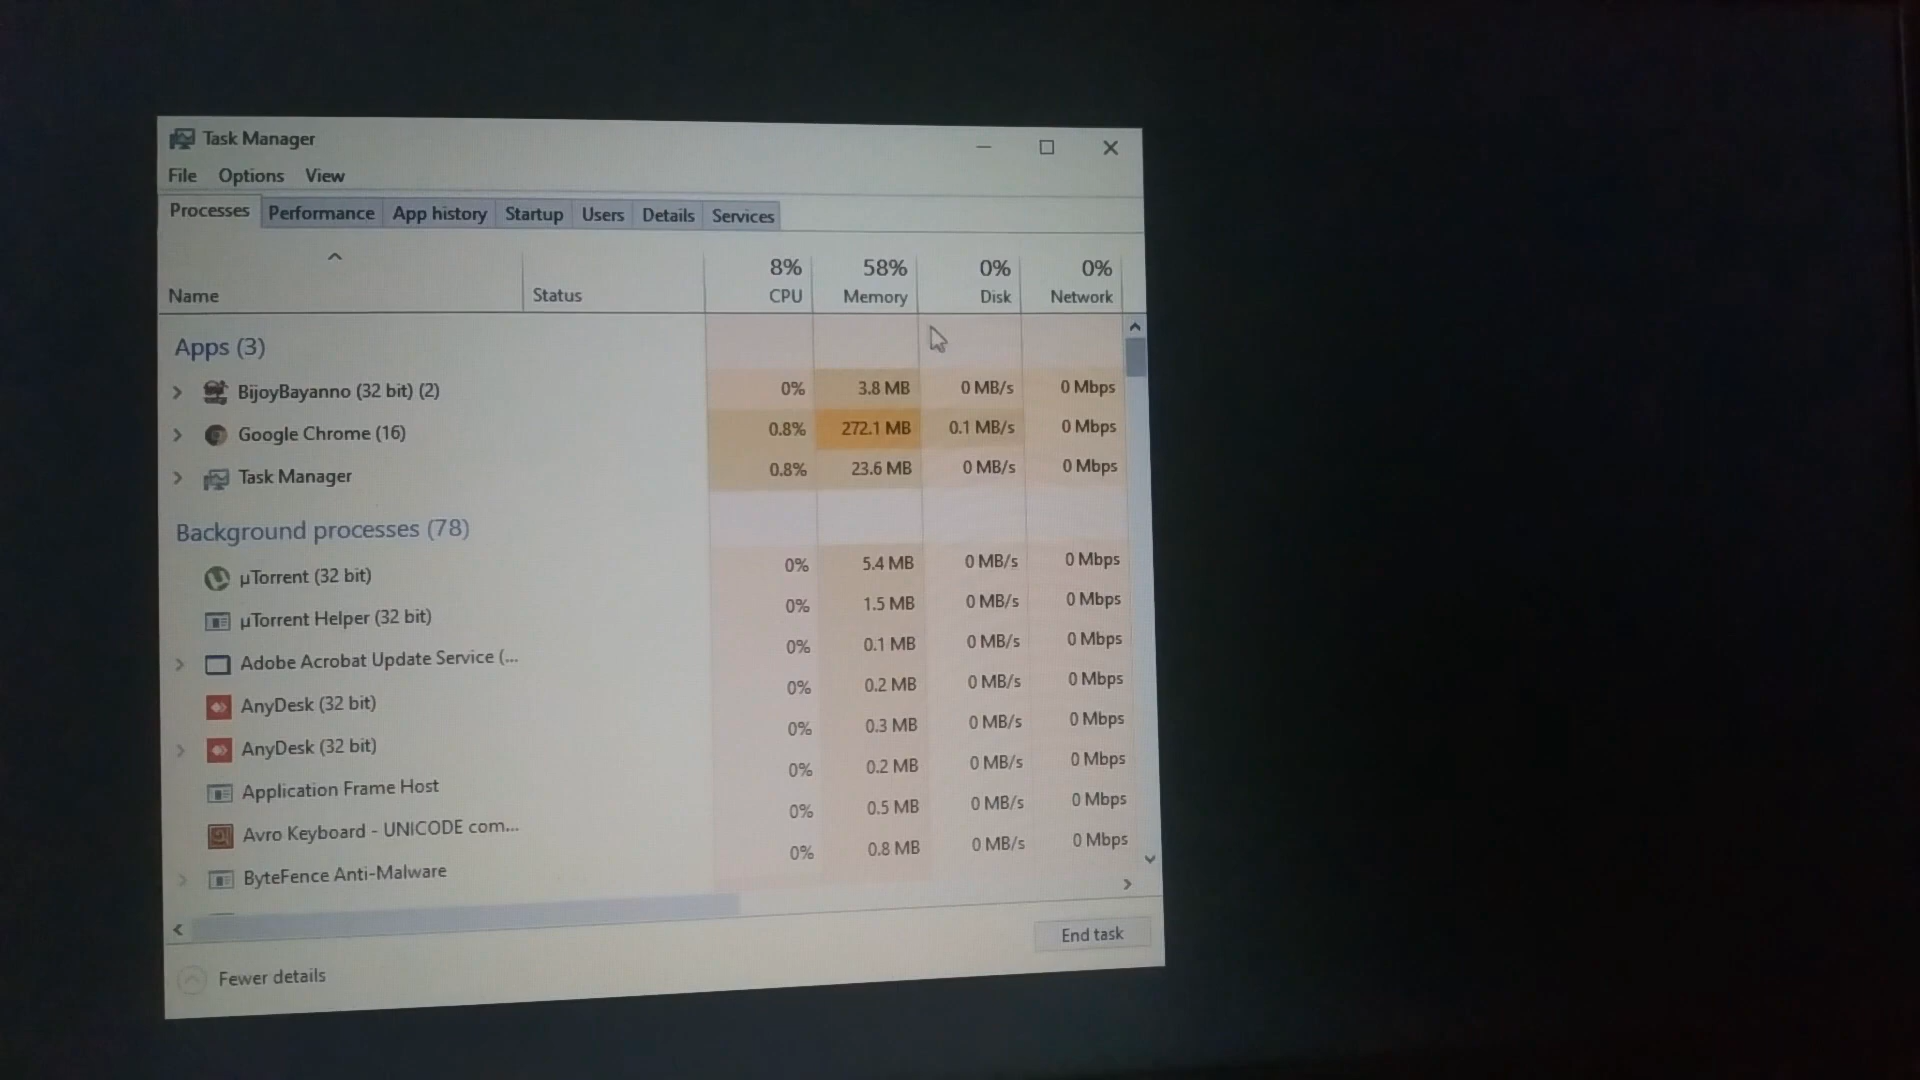 Task Manager
File Options View
Processes Performance App history Startup Users Details Services
8% 58% 0% 0%
Name Status CPU Memory Disk Network
Apps (3)
BijoyBayanno (32 bit) (2) 0% 3.8 MB 0 MB/s 0 Mbps
Google Chrome (16) 0.8% 272.1 MB 0.1 MB/s 0 Mbps
Task Manager 0.8% 23.6 MB 0 MB/s 0 Mbps
Background processes (78)
µTorrent (32 bit) 0% 5.4 MB 0 MB/s 0 Mbps
µTorrent Helper (32 bit) 0% 1.5 MB 0 MB/s 0 Mbps
Adobe Acrobat Update Service (... 0% 0.1 MB 0 MB/s 0 Mbps
AnyDesk (32 bit) 0% 0.2 MB 0 MB/s 0 Mbps
AnyDesk (32 bit) 0% 0.3 MB 0 MB/s 0 Mbps
Application Frame Host 0% 0.2 MB 0 MB/s 0 Mbps
Avro Keyboard - UNICODE com... 0% 0.5 MB 0 MB/s 0 Mbps
ByteFence Anti-Malware 0% 0.8 MB 0 MB/s 0 Mbps
Fewer details End task